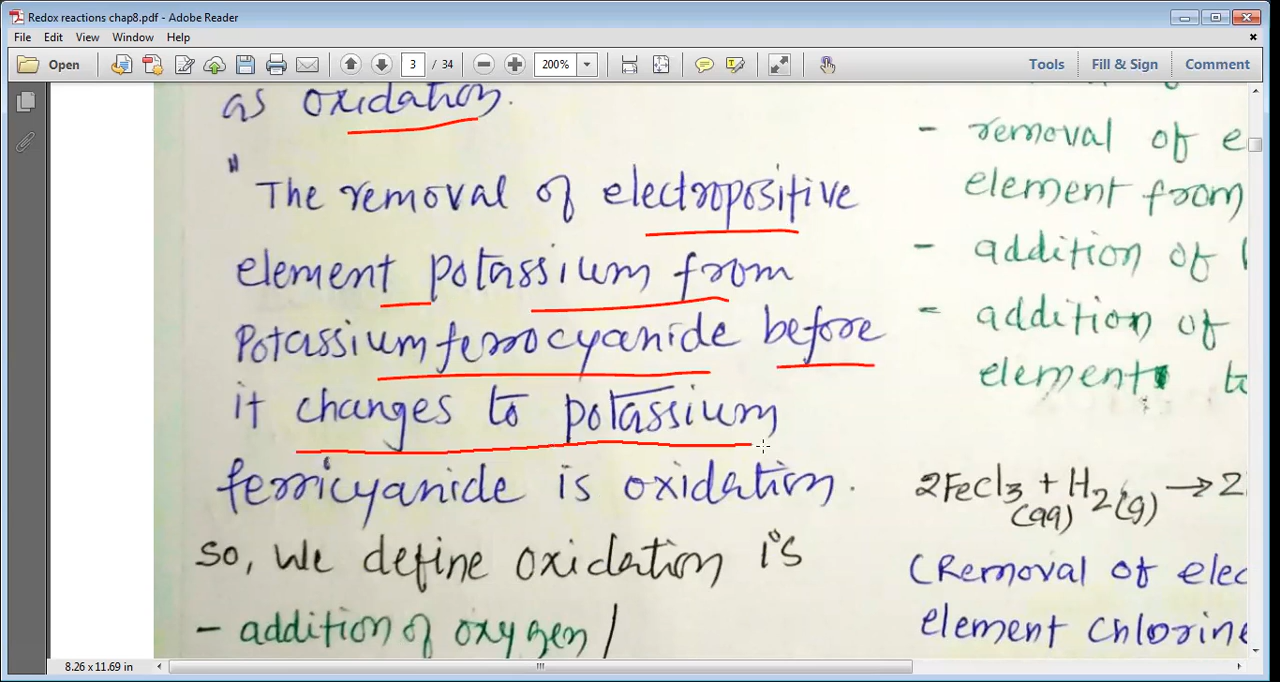 Redox reactions chap8.pdf - Adobe Reader
File Edit View Window Help
Open 3 / 34 200% Tools Fill & Sign Comment
as oxidation.
" The removal of electropositive
element potassium from
Potassium ferrocyanide before
it changes to potassium
ferricyanide is oxidation.
so, we define oxidation is
- addition of oxygen /
- removal of e
element from
- addition of
- addition of
element
2FeCl3 + H2(g) → 2
(aq)
(Removal of elec
element chlorine
8.26 x 11.69 in